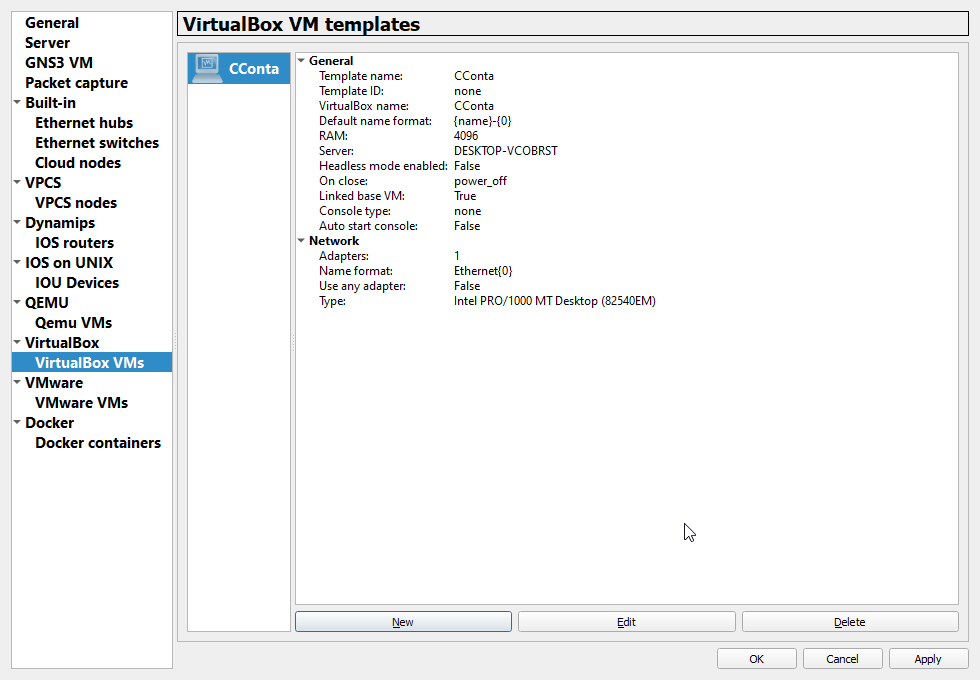 General
Server
GNS3 VM
Packet capture
Built-in
Ethernet hubs
Ethernet switches
Cloud nodes
VPCS
VPCS nodes
Dynamips
IOS routers
IOS on UNIX
IOU Devices
QEMU
Qemu VMs
VirtualBox
VirtualBox VMs
VMware
VMware VMs
Docker
Docker containers
VirtualBox VM templates
CConta
General
Template name: CConta
Template ID: none
VirtualBox name: CConta
Default name format: {name}-{0}
RAM: 4096
Server: DESKTOP-VCOBRST
Headless mode enabled: False
On close: power_off
Linked base VM: True
Console type: none
Auto start console: False
Network
Adapters: 1
Name format: Ethernet{0}
Use any adapter: False
Type: Intel PRO/1000 MT Desktop (82540EM)
New Edit Delete
OK Cancel Apply